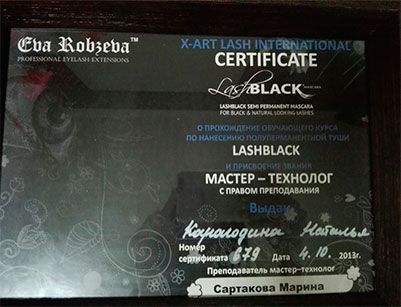 Eva Robzeva™
PROFESSIONAL EYELASH EXTENSIONS
X-ART LASH INTERNATIONAL
CERTIFICATE
LashBLACK MASCARA
LASHBLACK SEMI PERMANENT MASCARA
FOR BLACK & NATURAL LOOKING LASHES
О ПРОХОЖДЕНИЕ ОБУЧАЮЩЕГО КУРСА
ПО НАНЕСЕНИЮ ПОЛУПЕРМАНЕНТНОЙ ТУШИ
LASHBLACK
И ПРИСВОЕНИЕ ЗВАНИЯ
МАСТЕР – ТЕХНОЛОГ
С ПРАВОМ ПРЕПОДАВАНИЯ
Выдан
Наталья
Номер
сертификата 679 Дата 4.10. 2013г.
Преподаватель мастер–технолог
Сартакова Марина